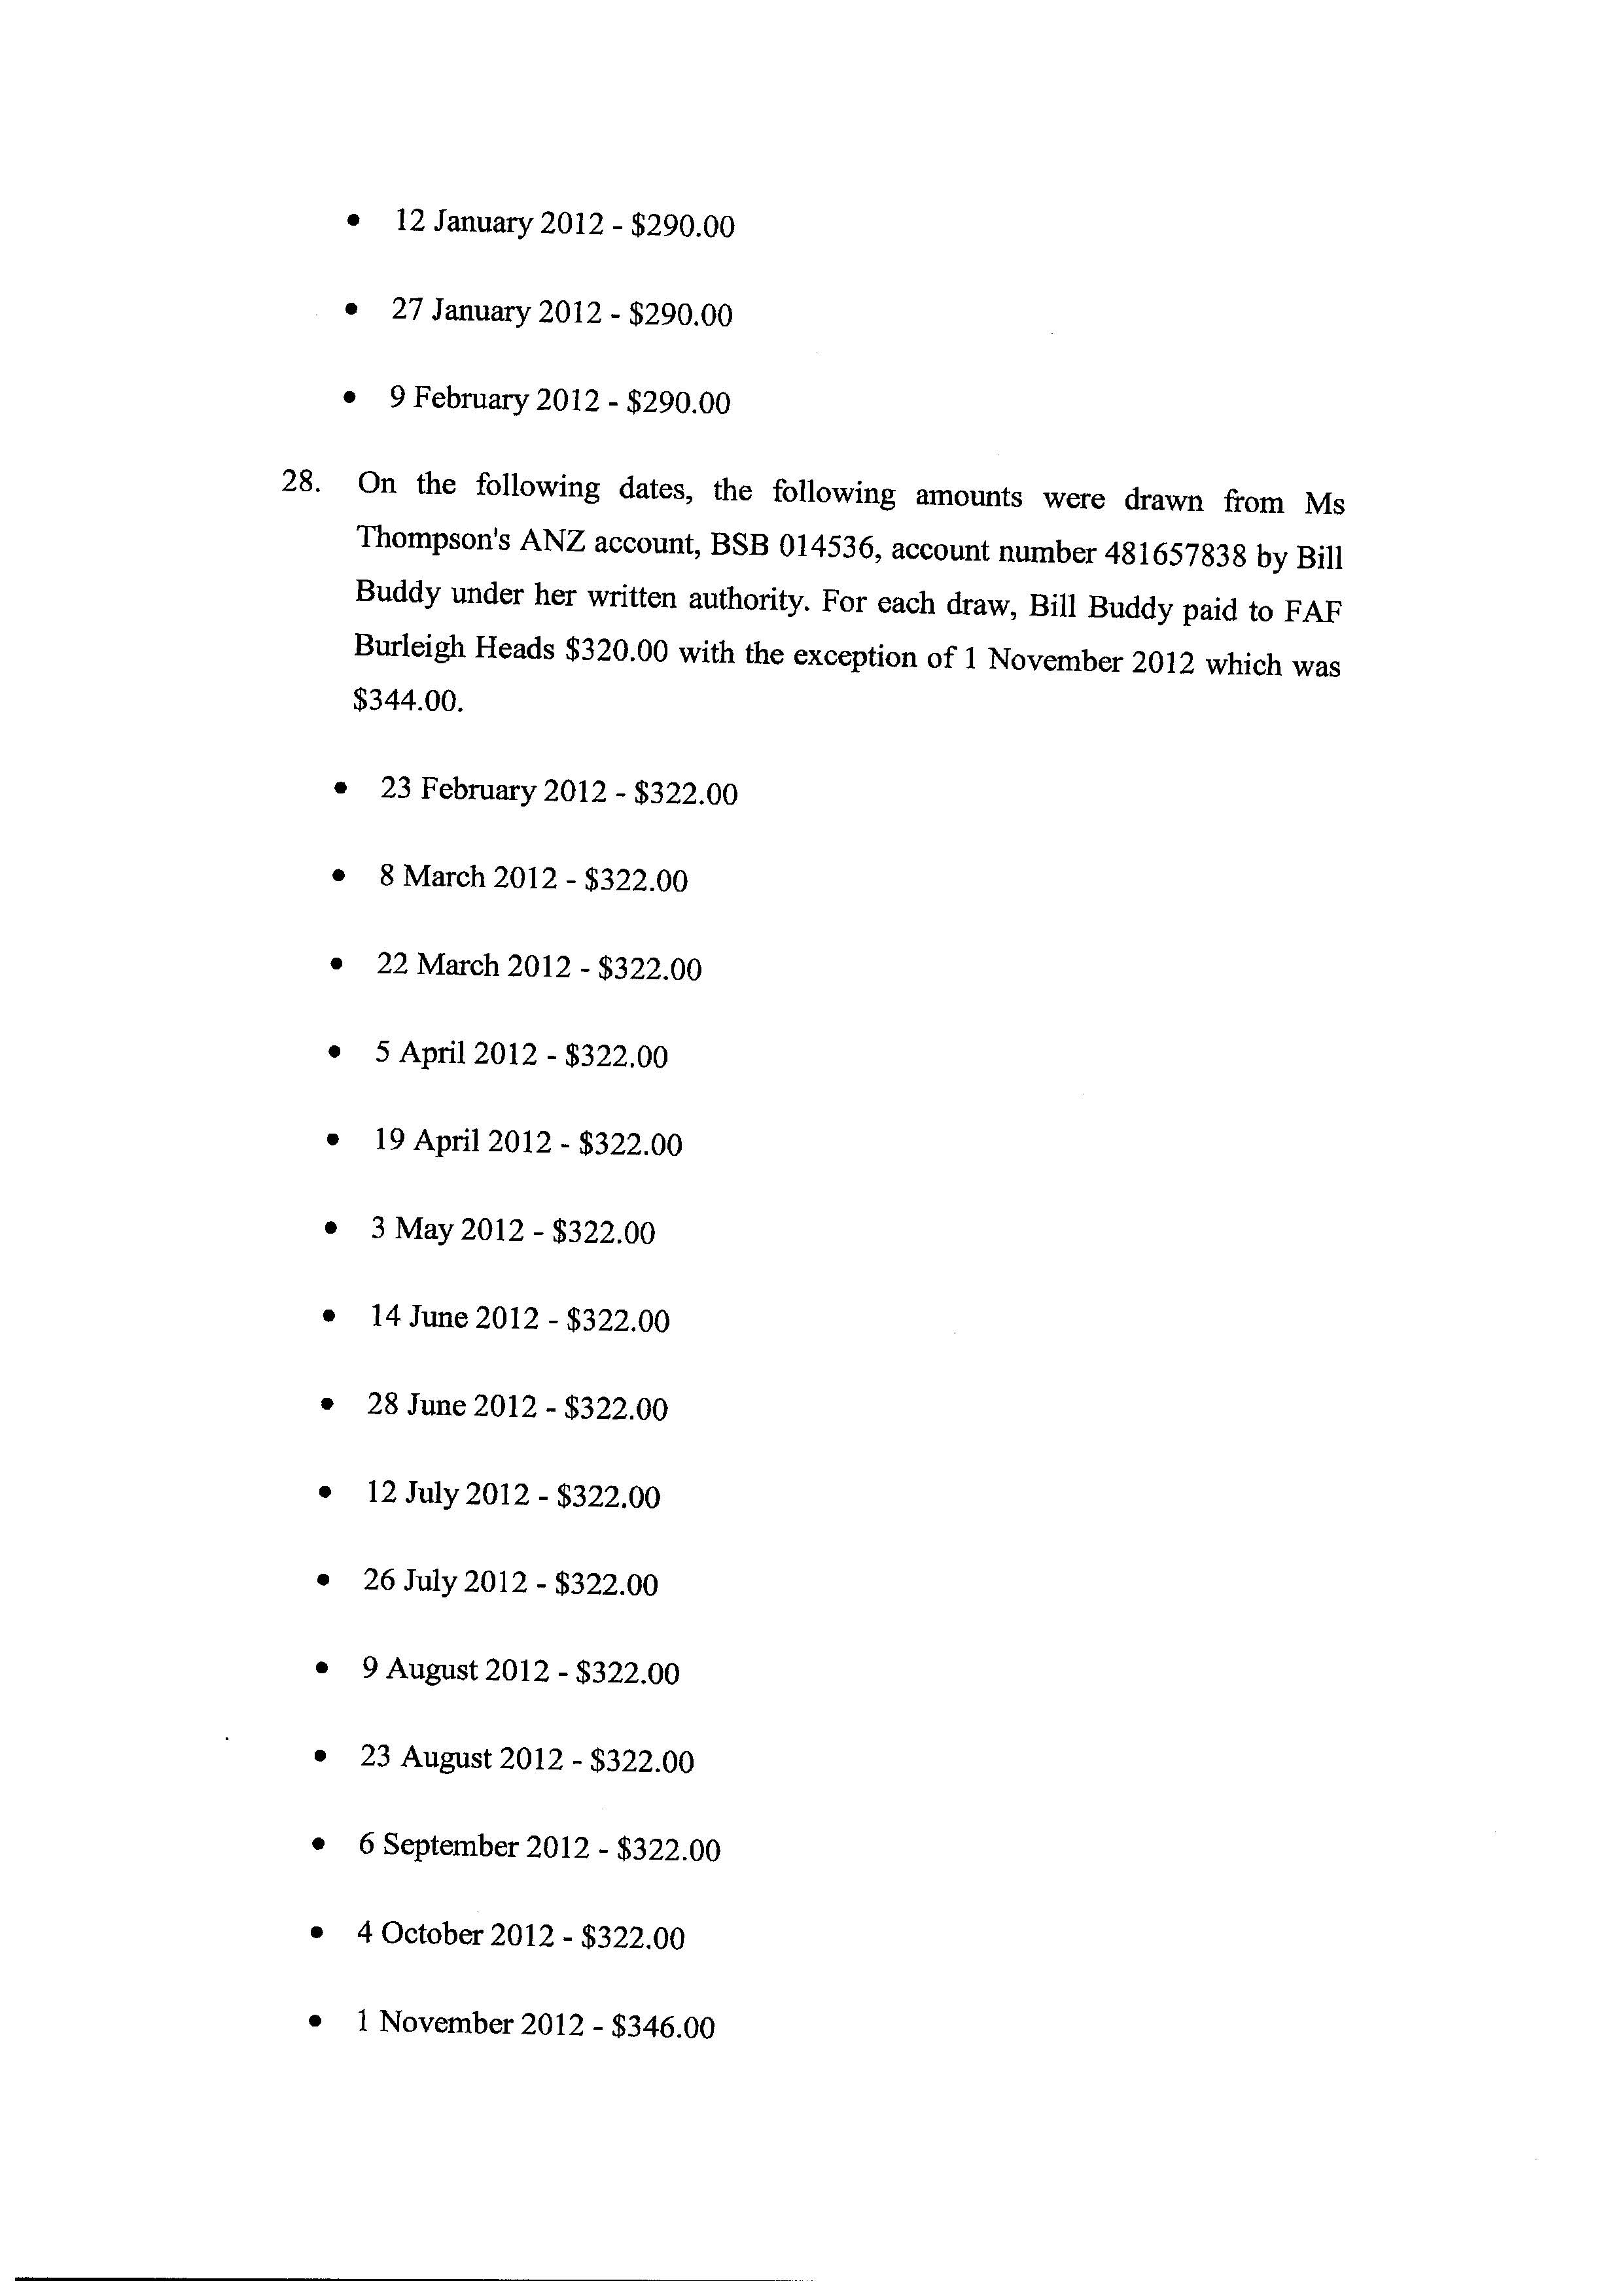 • 12 January 2012 - $290.00
• 27 January 2012 - $290.00
• 9 February 2012 - $290.00
28. On the following dates, the following amounts were drawn from Ms
Thompson's ANZ account, BSB 014536, account number 481657838 by Bill
Buddy under her written authority. For each draw, Bill Buddy paid to FAF
Burleigh Heads $320.00 with the exception of 1 November 2012 which was
$344.00.
• 23 February 2012 - $322.00
• 8 March 2012 - $322.00
• 22 March 2012 - $322.00
• 5 April 2012 - $322.00
• 19 April 2012 - $322.00
• 3 May 2012 - $322.00
• 14 June 2012 - $322.00
• 28 June 2012 - $322.00
• 12 July 2012 - $322.00
• 26 July 2012 - $322.00
• 9 August 2012 - $322.00
• 23 August 2012 - $322.00
• 6 September 2012 - $322.00
• 4 October 2012 - $322.00
• 1 November 2012 - $346.00